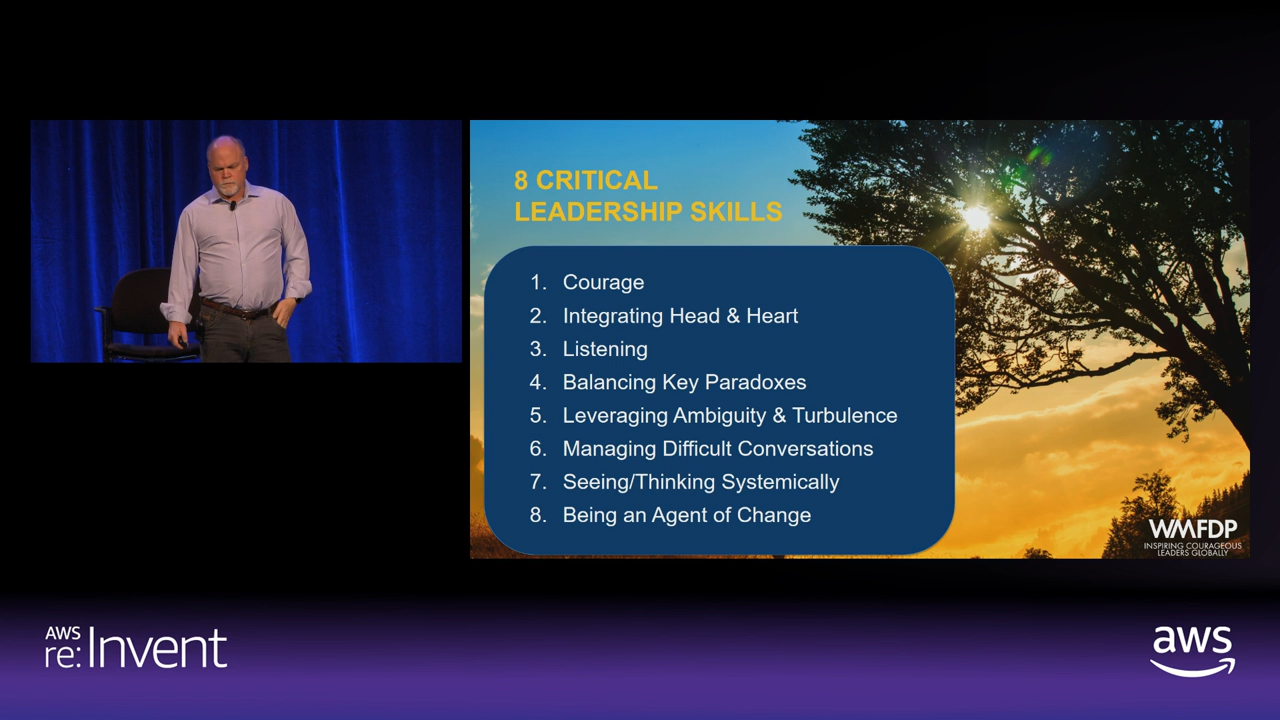 8 CRITICAL
LEADERSHIP SKILLS
1. Courage
2. Integrating Head & Heart
3. Listening
4. Balancing Key Paradoxes
5. Leveraging Ambiguity & Turbulence
6. Managing Difficult Conversations
7. Seeing/Thinking Systemically
8. Being an Agent of Change
WMFDP
INSPIRING COURAGEOUS
LEADERS GLOBALLY
AWS
re:Invent
aws